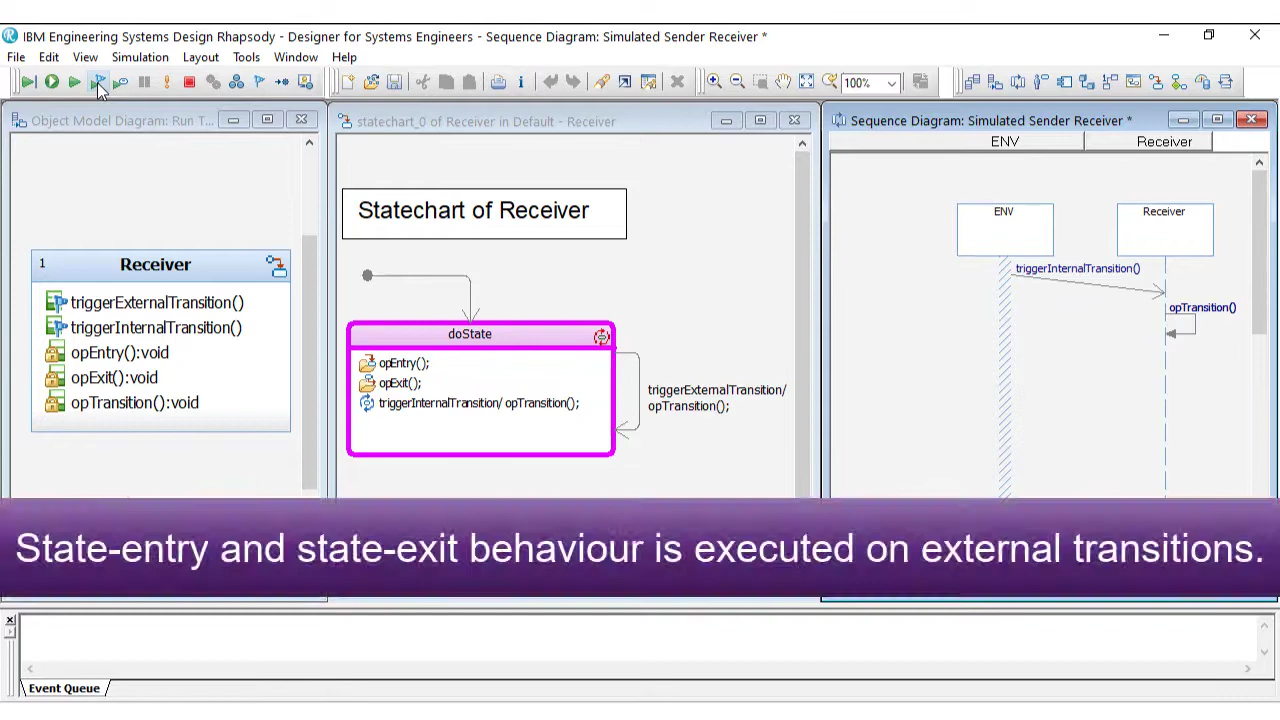 IBM Engineering Systems Design Rhapsody - Designer for Systems Engineers - Sequence Diagram: Simulated Sender Receiver *
File Edit View Simulation Layout Tools Window Help
100%
Object Model Diagram: Run T...
1 Receiver
triggerExternalTransition()
triggerInternalTransition()
opEntry():void
opExit():void
opTransition():void
statechart_0 of Receiver in Default - Receiver
Statechart of Receiver
doState
opEntry();
opExit();
triggerInternalTransition/ opTransition();
triggerExternalTransition/
opTransition();
Sequence Diagram: Simulated Sender Receiver *
ENV Receiver
ENV Receiver
triggerInternalTransition()
opTransition()
State-entry and state-exit behaviour is executed on external transitions.
Event Queue